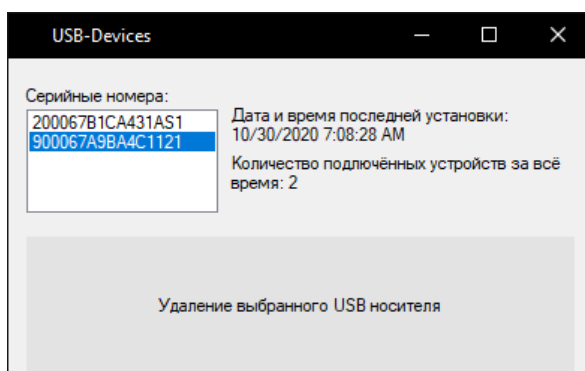 USB-Devices
Серийные номера:
200067B1CA431AS1
900067A9BA4C1121
Дата и время последней установки:
10/30/2020 7:08:28 AM
Количество подлючённых устройств за всё
время: 2
Удаление выбранного USB носителя